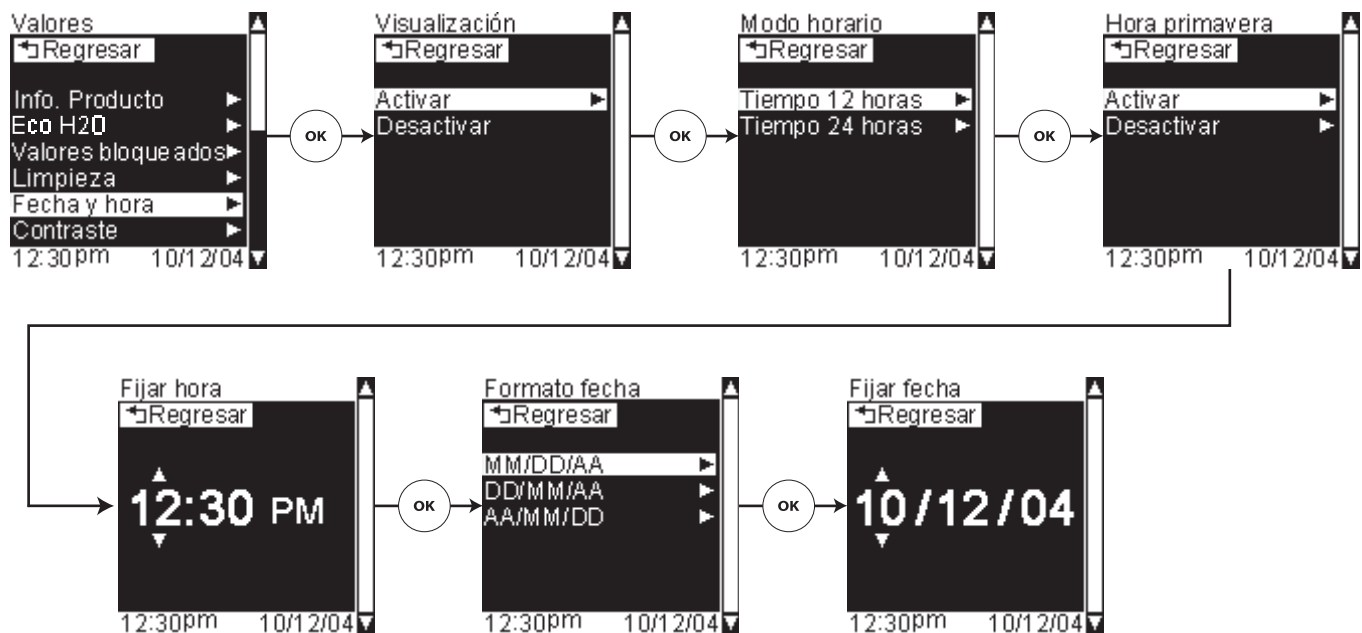 Valores
Regresar
Info. Producto
Eco H2O
Valores bloqueados
Limpieza
Fecha y hora
Contraste
12:30pm 10/12/04
OK
Visualización
Regresar
Activar
Desactivar
12:30pm 10/12/04
OK
Modo horario
Regresar
Tiempo 12 horas
Tiempo 24 horas
12:30pm 10/12/04
OK
Hora primavera
Regresar
Activar
Desactivar
12:30pm 10/12/04
Fijar hora
Regresar
12:30 PM
12:30pm 10/12/04
OK
Formato fecha
Regresar
MM/DD/AA
DD/MM/AA
AA/MM/DD
12:30pm 10/12/04
OK
Fijar fecha
Regresar
10/12/04
12:30pm 10/12/04